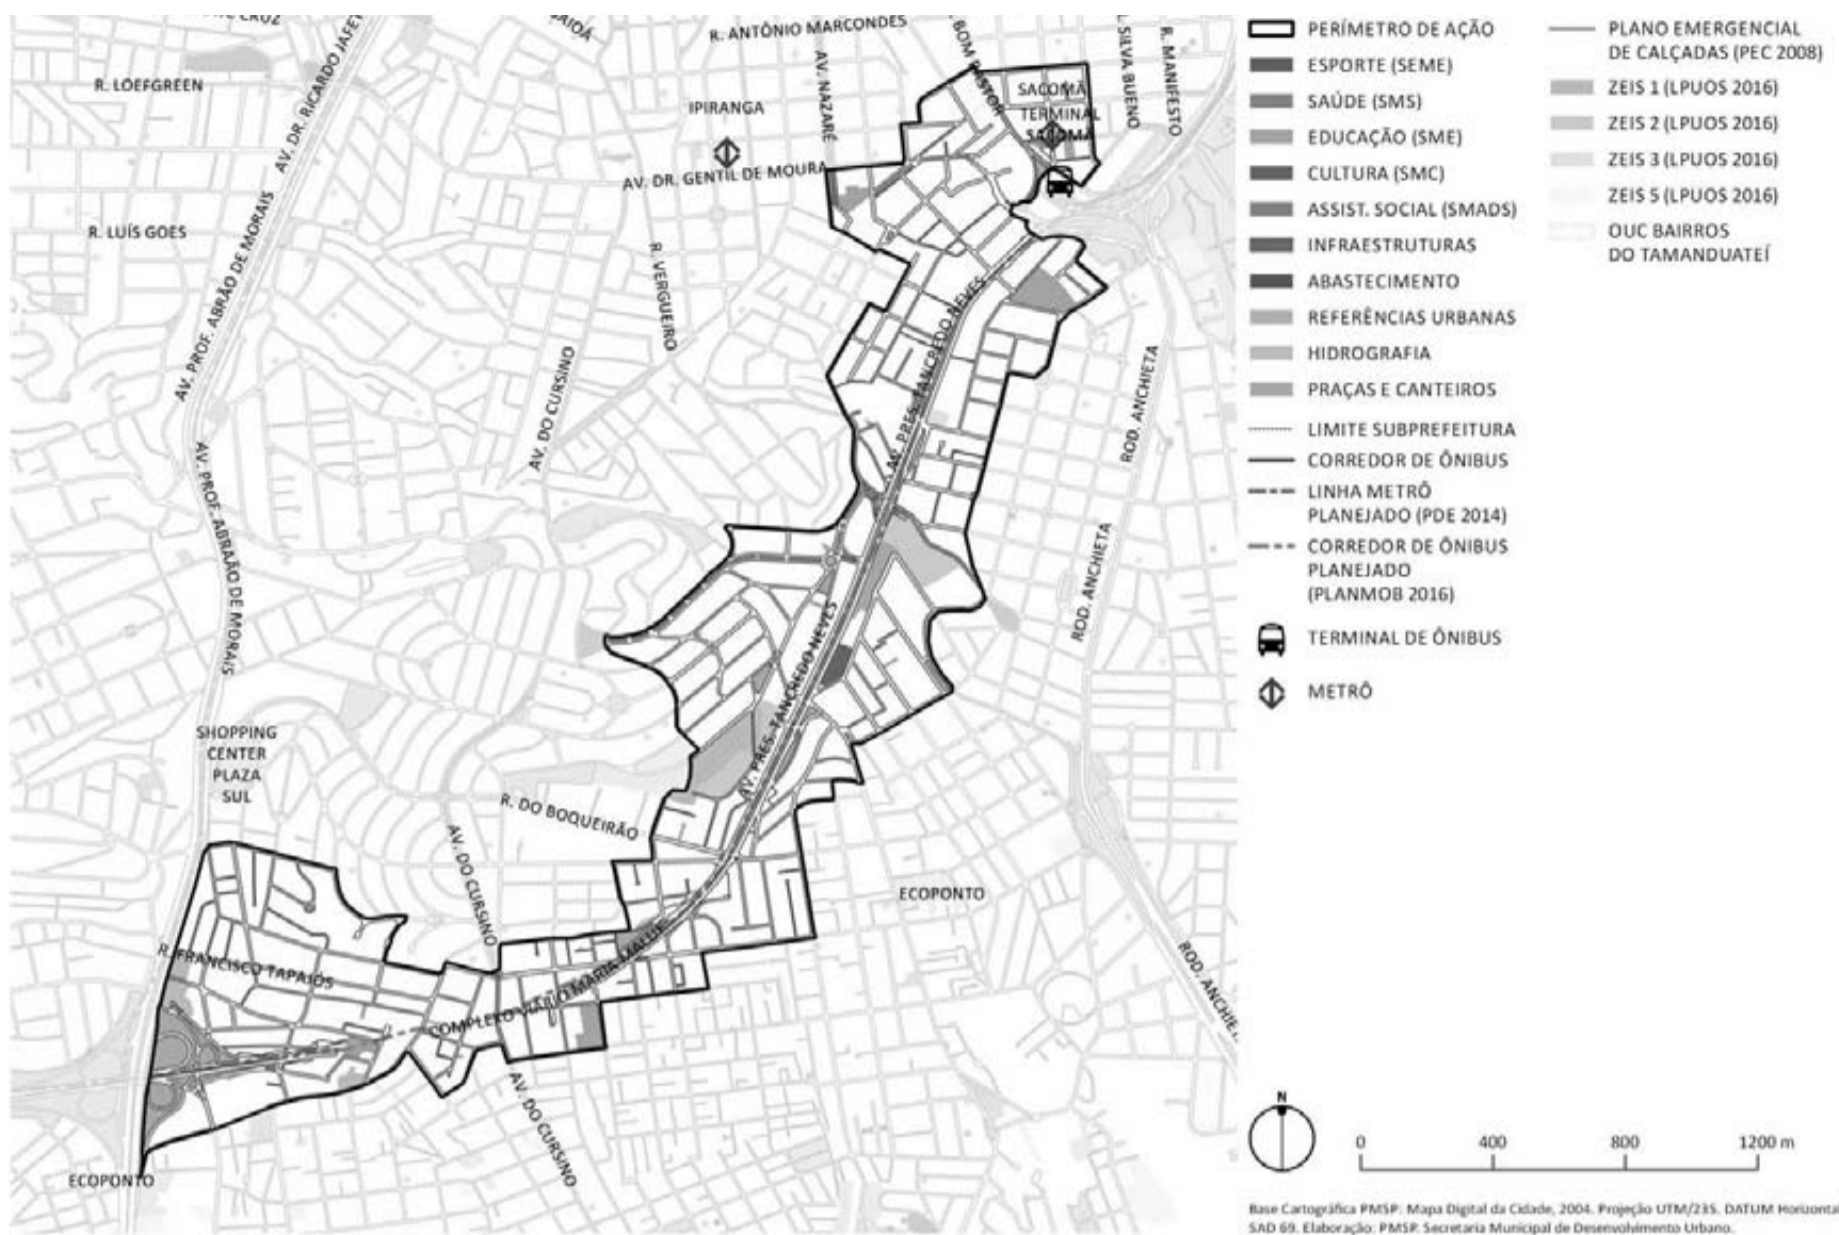 R. ANTÔNIO MARCONDES
BOM PASTOR
SILVA BUENO
R. MANIFESTO
R. LOEFGREEN
AV. DR. RICARDO JAFET
AV. NAZARÉ
IPIRANGA
SACOMÃ
TERMINAL
SACOMÃ
AV. DR. GENTIL DE MOURA
R. LUÍS GOES
AV. PROF. ABRÃO DE MORAIS
R. VERGUEIRO
AV. PRES. TANCREDO NEVES
AV. DO CURSINO
ROD. ANCHIETA
AV. PROF. ABRAÃO DE MORAIS
ROD. ANCHIETA
AV. PRES. TANCREDO NEVES
SHOPPING
CENTER
PLAZA
SUL
R. DO BOQUEIRÃO
AV. DO CURSINO
ECOPONTO
R. FRANCISCO TAPAJÓS
COMPLEXO VIÁRIO MARIA MALUF
ROD. ANCHIETA
AV. DO CURSINO
ECOPONTO
PERÍMETRO DE AÇÃO
ESPORTE (SEME)
SAÚDE (SMS)
EDUCAÇÃO (SME)
CULTURA (SMC)
ASSIST. SOCIAL (SMADS)
INFRAESTRUTURAS
ABASTECIMENTO
REFERÊNCIAS URBANAS
HIDROGRAFIA
PRAÇAS E CANTEIROS
LIMITE SUBPREFEITURA
CORREDOR DE ÔNIBUS
LINHA METRÔ
PLANEJADO (PDE 2014)
CORREDOR DE ÔNIBUS
PLANEJADO
(PLANMOB 2016)
TERMINAL DE ÔNIBUS
METRÔ
PLANO EMERGENCIAL
DE CALÇADAS (PEC 2008)
ZEIS 1 (LPUOS 2016)
ZEIS 2 (LPUOS 2016)
ZEIS 3 (LPUOS 2016)
ZEIS 5 (LPUOS 2016)
OUC BAIRROS
DO TAMANDUATEÍ
N
0 400 800 1200 m
Base Cartográfica PMSP: Mapa Digital da Cidade, 2004. Projeção UTM/23S. DATUM Horizontal
SAD 69. Elaboração: PMSP. Secretaria Municipal de Desenvolvimento Urbano.